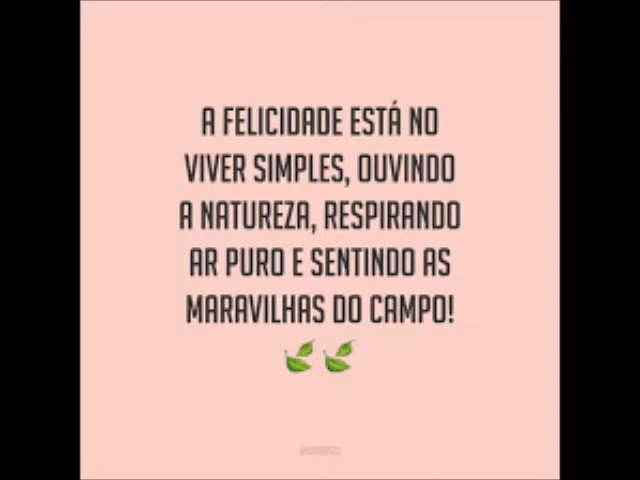 A FELICIDADE ESTÁ NO
VIVER SIMPLES, OUVINDO
A NATUREZA, RESPIRANDO
AR PURO E SENTINDO AS
MARAVILHAS DO CAMPO!